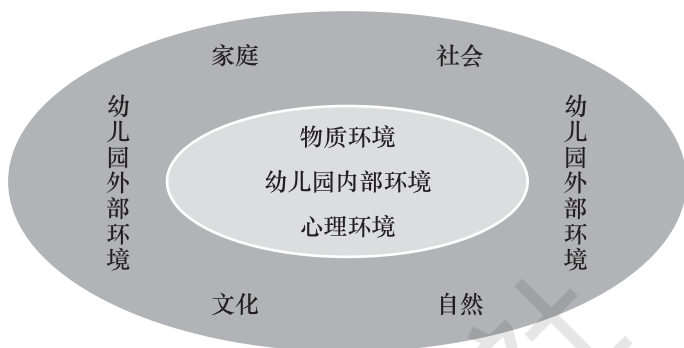 家庭
社会
幼儿园外部环境
物质环境
幼儿园内部环境
心理环境
幼儿园外部环境
文化
自然
社